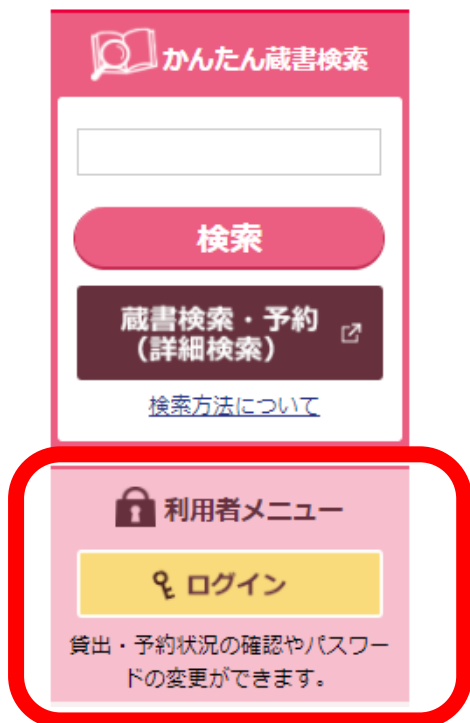 かんたん蔵書検索
検索
蔵書検索・予約
（詳細検索）
検索方法について
利用者メニュー
ログイン
貸出・予約状況の確認やパスワー
ドの変更ができます。